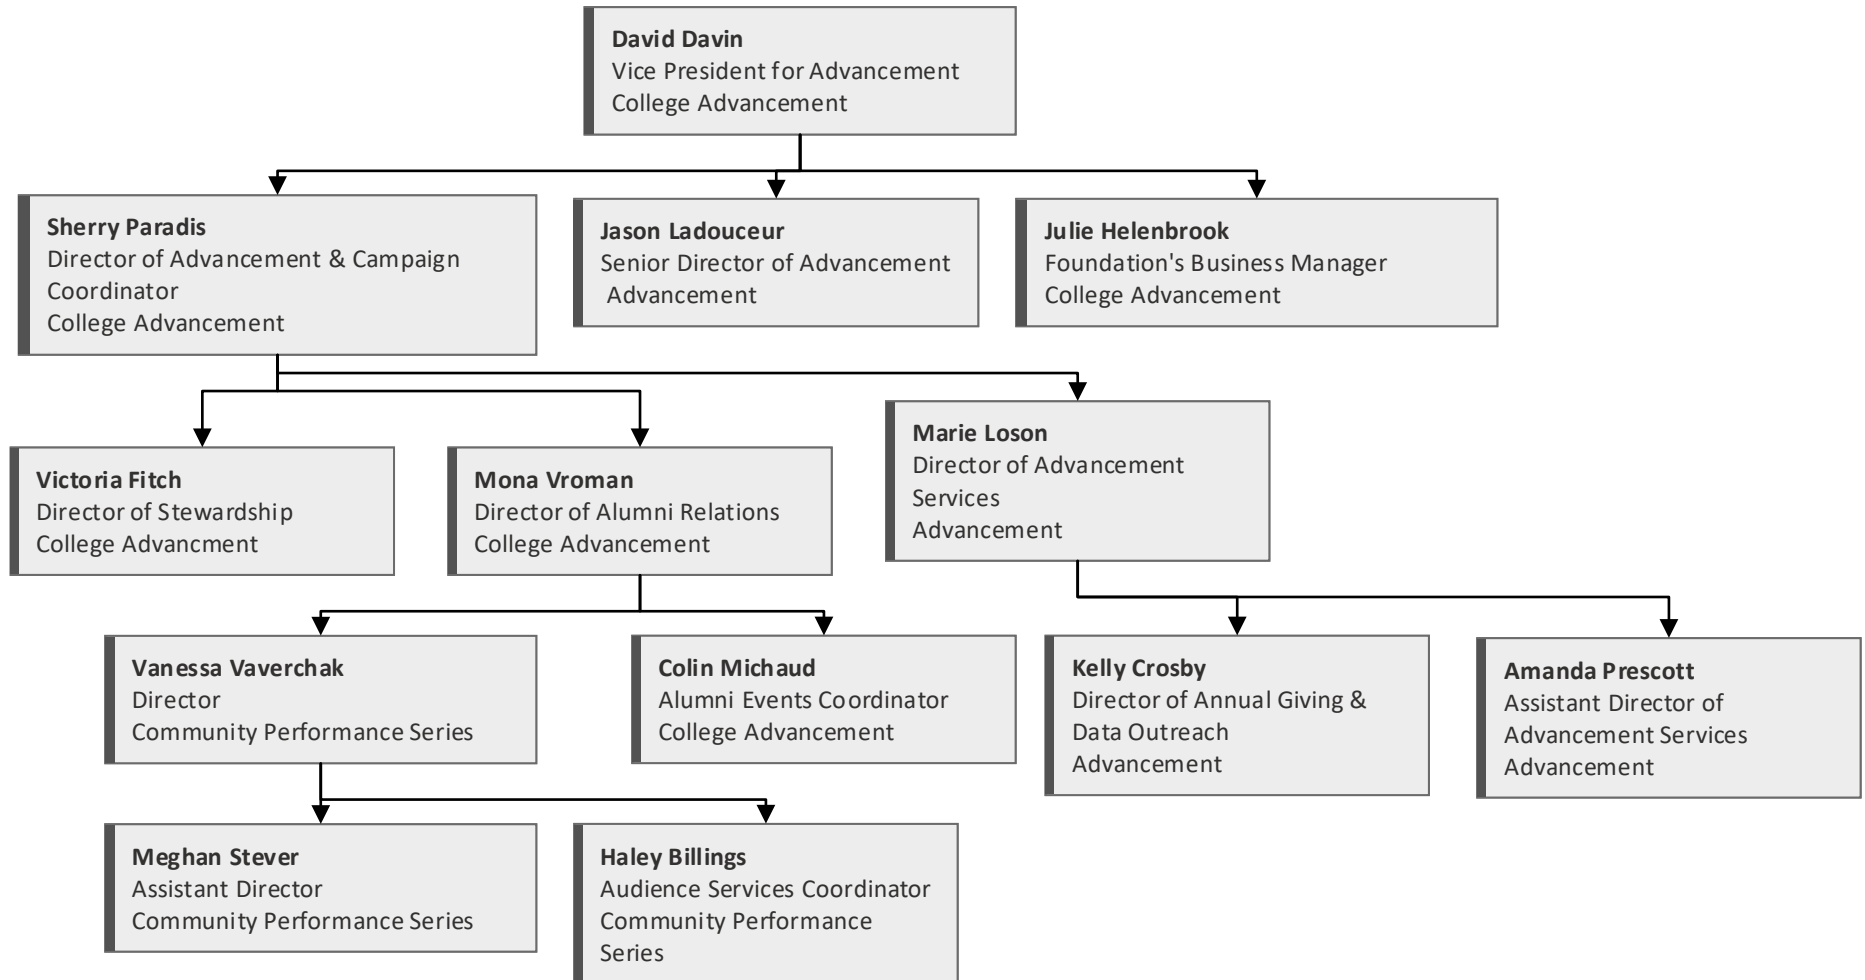 David Davin
Vice President for Advancement
College Advancement
Sherry Paradis
Director of Advancement & Campaign
Coordinator
College Advancement
Jason Ladouceur
Senior Director of Advancement
Advancement
Julie Helenbrook
Foundation's Business Manager
College Advancement
Victoria Fitch
Director of Stewardship
College Advancment
Mona Vroman
Director of Alumni Relations
College Advancement
Marie Loson
Director of Advancement
Services
Advancement
Vanessa Vaverchak
Director
Community Performance Series
Colin Michaud
Alumni Events Coordinator
College Advancement
Kelly Crosby
Director of Annual Giving &
Data Outreach
Advancement
Amanda Prescott
Assistant Director of
Advancement Services
Advancement
Meghan Stever
Assistant Director
Community Performance Series
Haley Billings
Audience Services Coordinator
Community Performance
Series